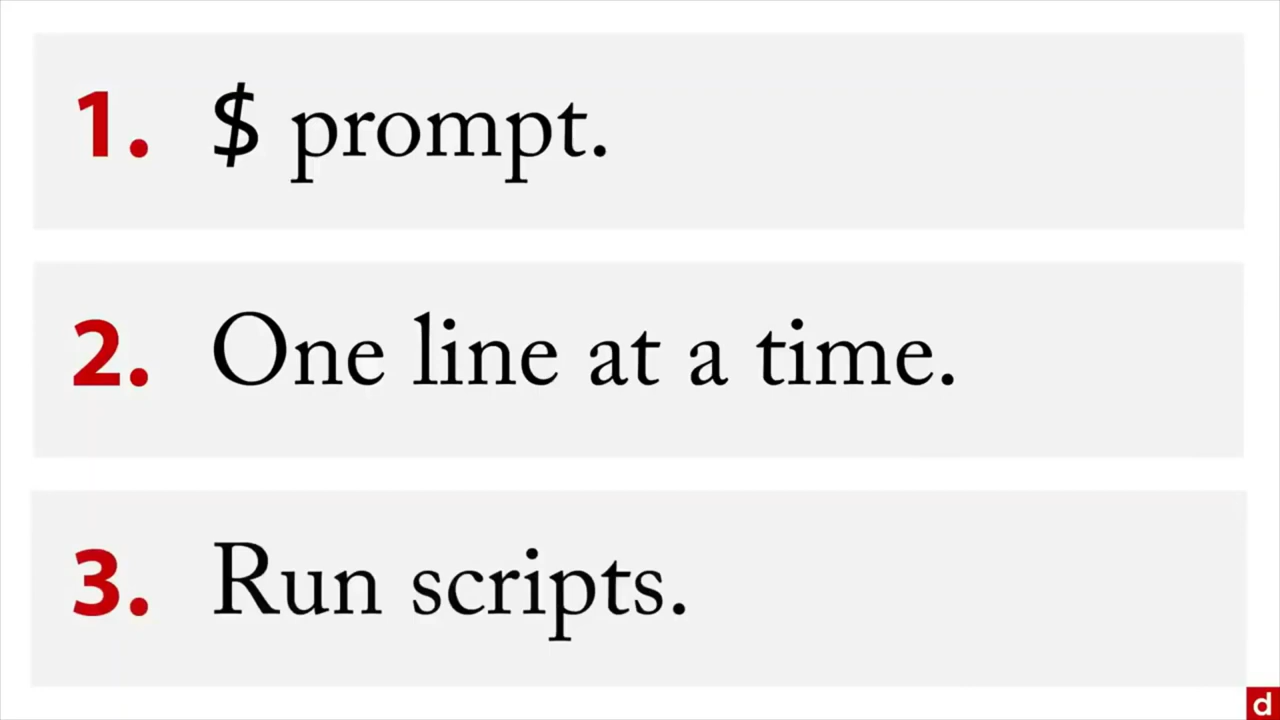 1. $ prompt.
2. One line at a time.
3. Run scripts.
d